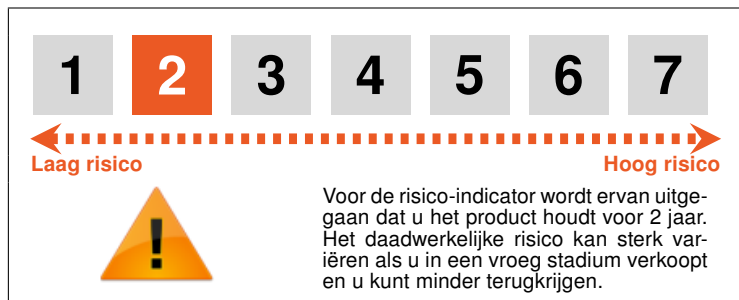 1 2 3 4 5 6 7
Laag risico Hoog risico
!
Voor de risico-indicator wordt ervan uitge-
gaan dat u het product houdt voor 2 jaar.
Het daadwerkelijke risico kan sterk var-
iëren als u in een vroeg stadium verkoopt
en u kunt minder terugkrijgen.